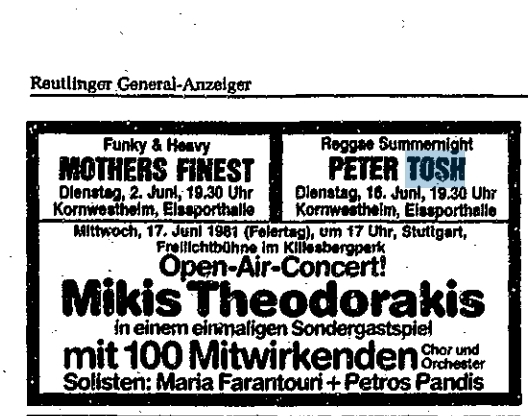 Reutlinger General-Anzeiger
Funky & Heavy
MOTHERS FINEST
Dienstag, 2. Juni, 19.30 Uhr
Kornwestheim, Eissporthalle
Reggae Summernight
PETER TOSH
Dienstag, 16. Juni, 19.30 Uhr
Kornwestheim, Eissporthalle
Mittwoch, 17. Juni 1981 (Feiertag), um 17 Uhr, Stuttgart,
Freilichtbühne im Killesbergpark
Open-Air-Concert!
Mikis Theodorakis
in einem einmaligen Sondergastspiel
mit 100 Mitwirkenden Chor und
Orchester
Solisten: Maria Farantouri + Petros Pandis